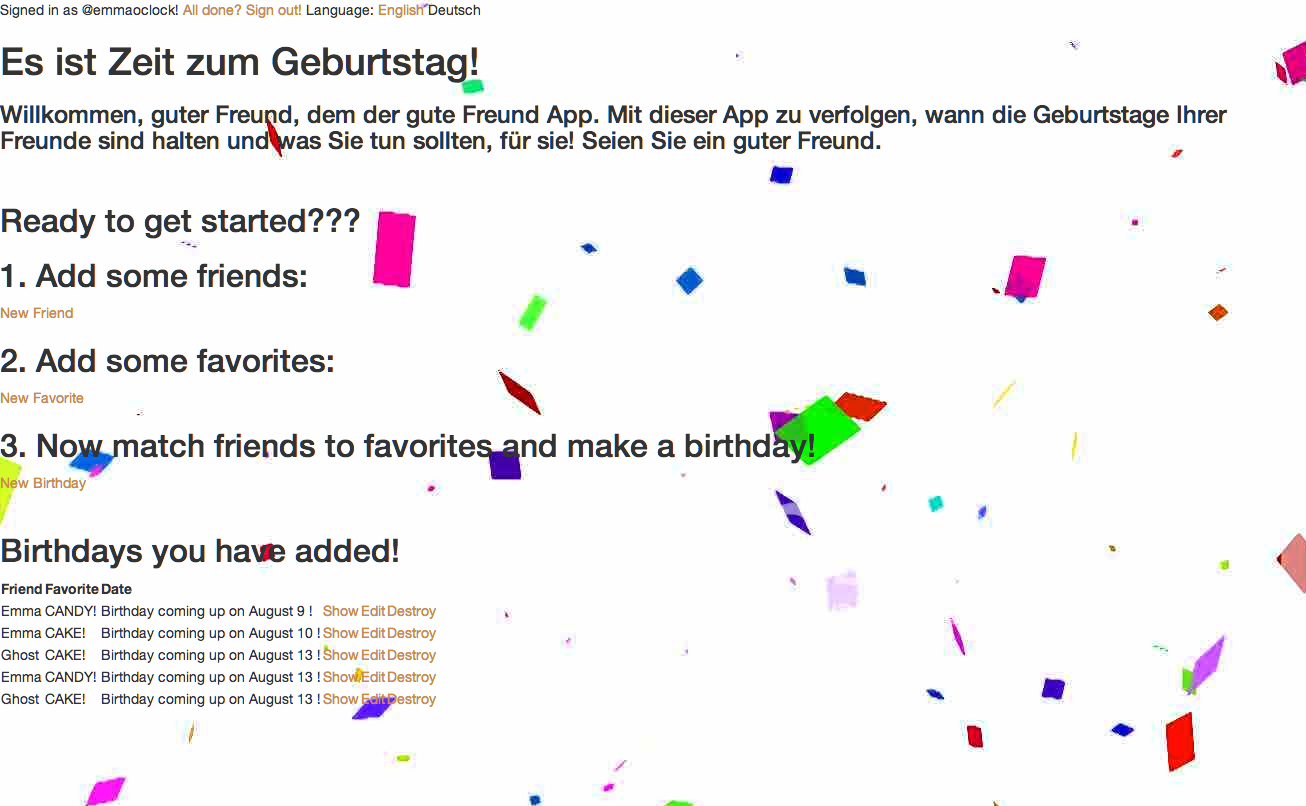 Signed in as @emmaoclock! All done? Sign out! Language: English Deutsch
Es ist Zeit zum Geburtstag!
Willkommen, guter Freund, dem der gute Freund App. Mit dieser App zu verfolgen, wann die Geburtstage Ihrer
Freunde sind halten und was Sie tun sollten, für sie! Seien Sie ein guter Freund.
Ready to get started???
1. Add some friends:
New Friend
2. Add some favorites:
New Favorite
3. Now match friends to favorites and make a birthday!
New Birthday
Birthdays you have added!
Friend Favorite Date
Emma CANDY! Birthday coming up on August 9 ! Show Edit Destroy
Emma CAKE! Birthday coming up on August 10 ! Show Edit Destroy
Ghost CAKE! Birthday coming up on August 13 ! Show Edit Destroy
Emma CANDY! Birthday coming up on August 13 ! Show Edit Destroy
Ghost CAKE! Birthday coming up on August 13 ! Show Edit Destroy